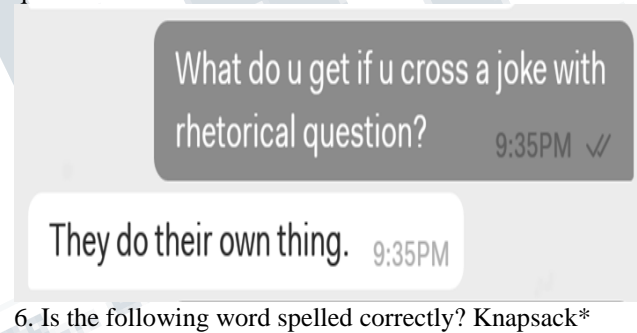 What do u get if u cross a joke with
rhetorical question?
9:35PM
They do their own thing. 9:35PM
6. Is the following word spelled correctly? Knapsack*